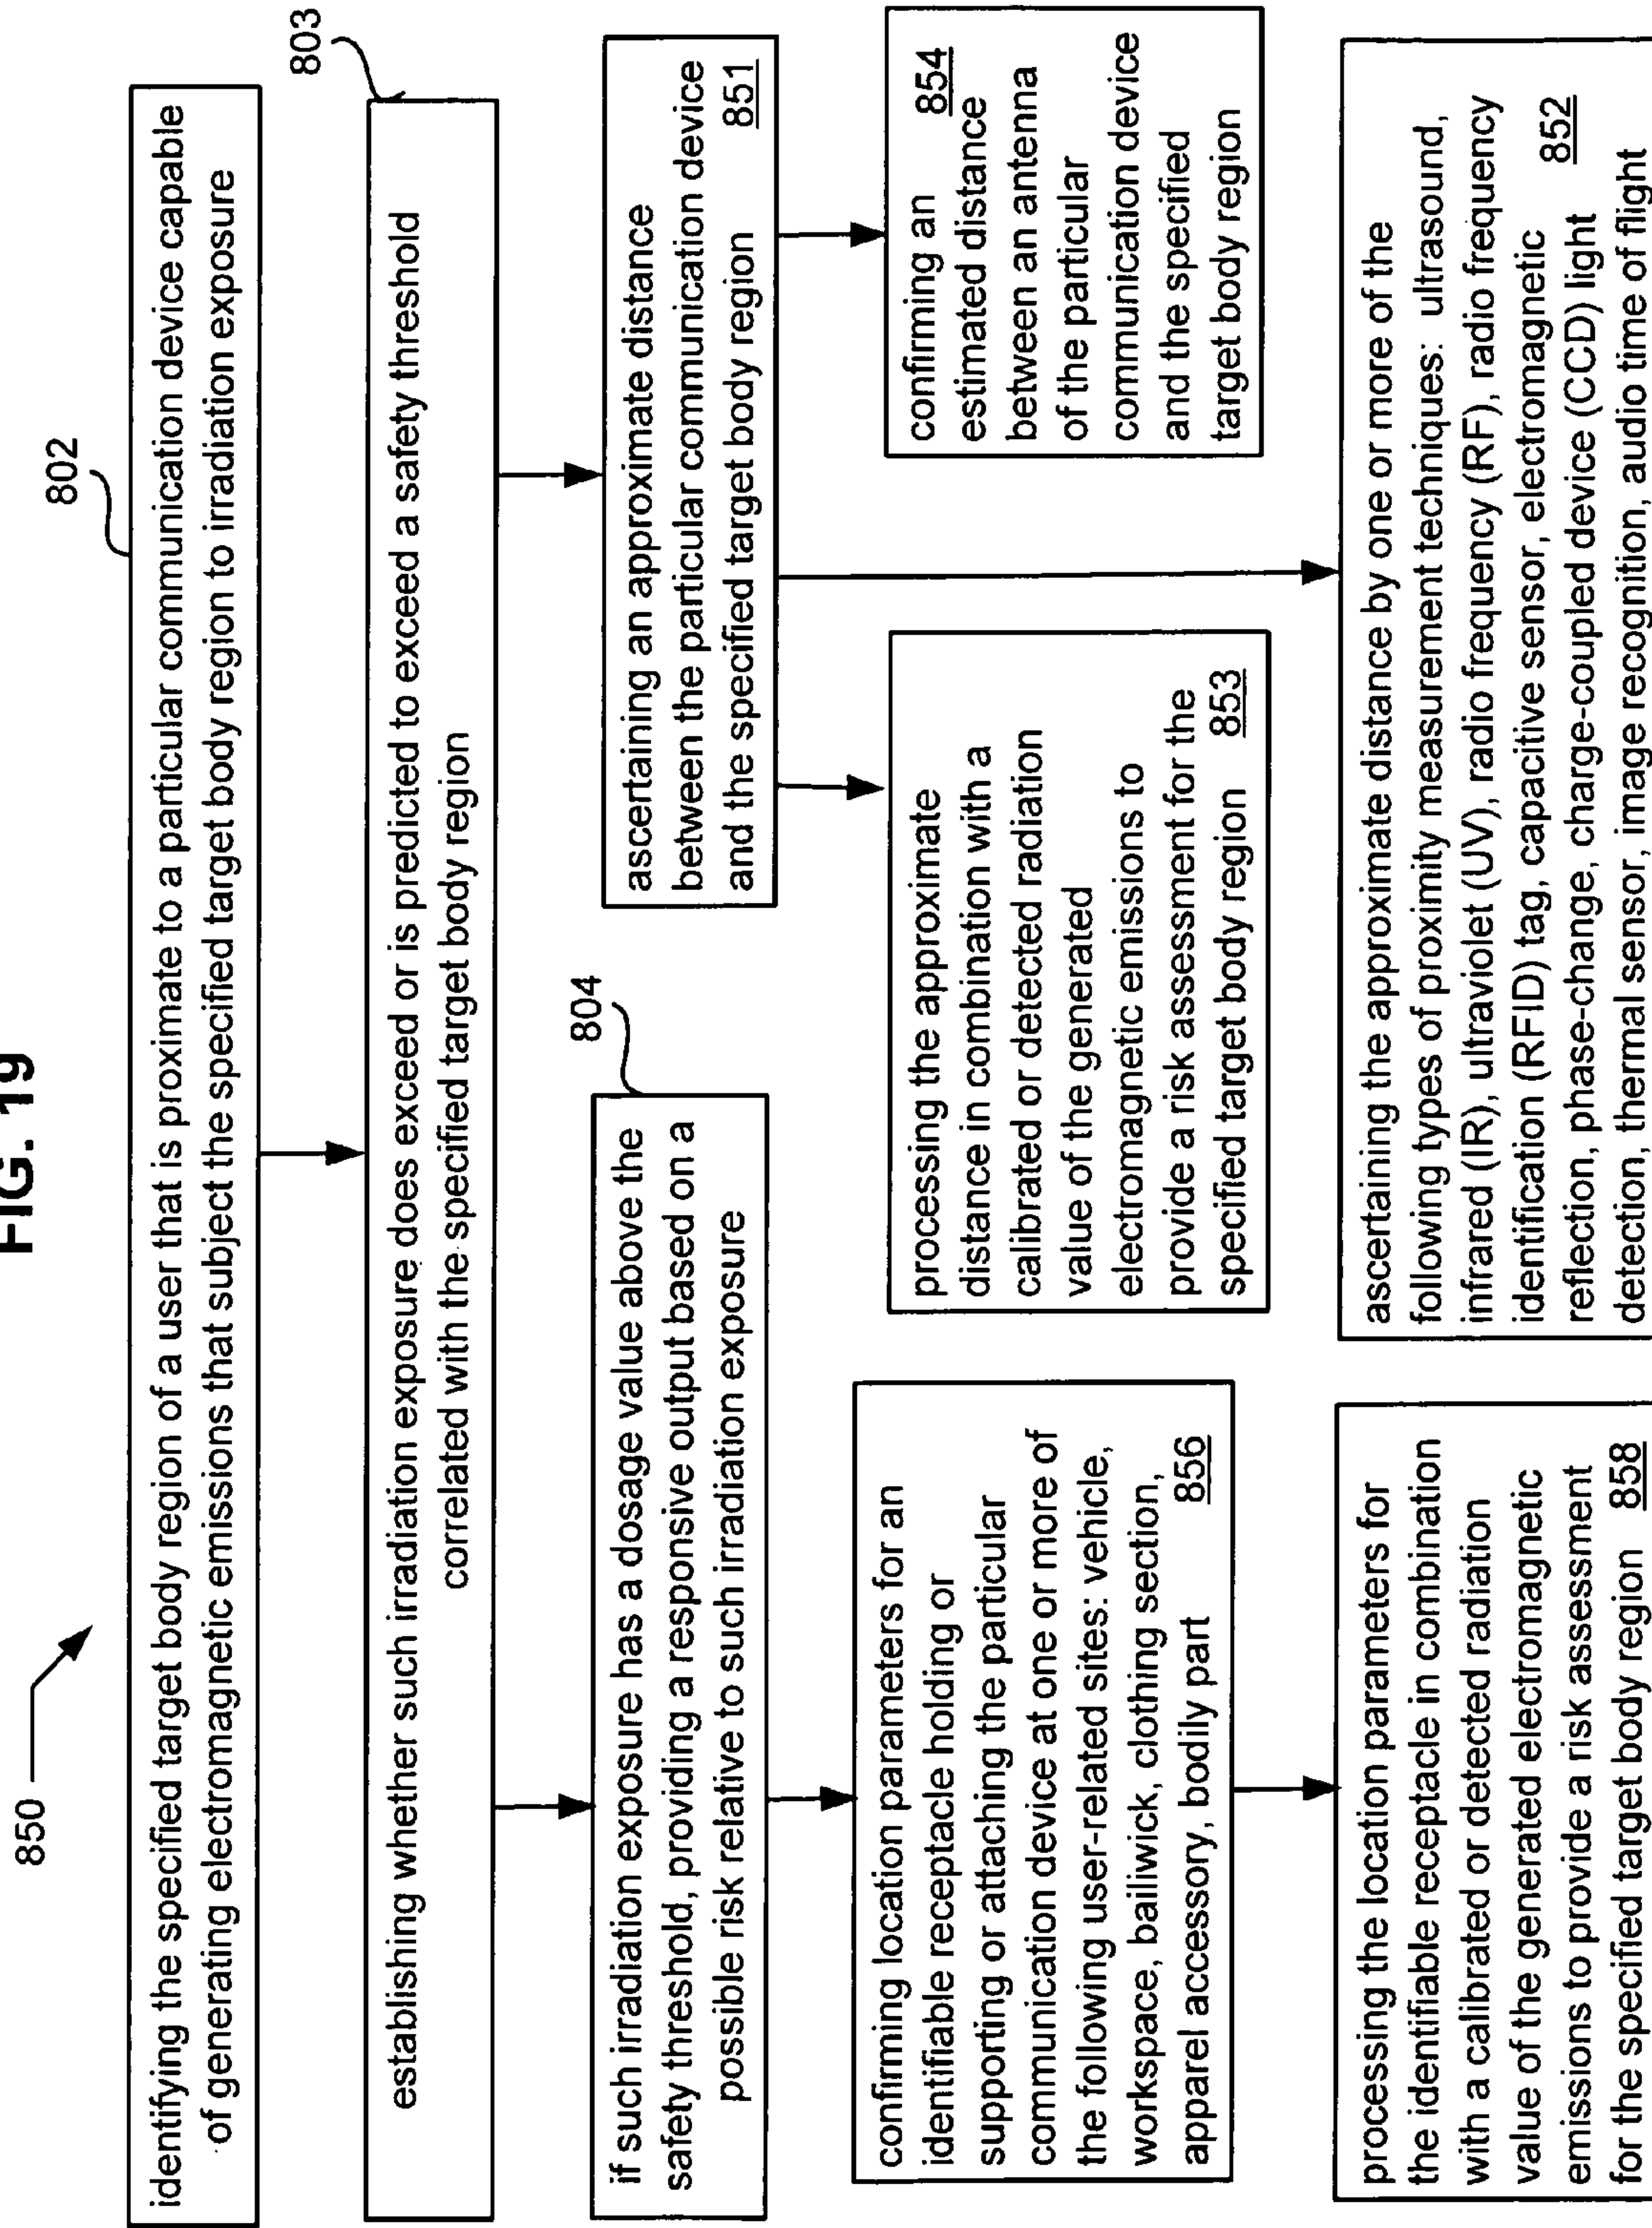 FIG. 19
850
802
identifying the specified target body region of a user that is proximate to a particular communication device capable
of generating electromagnetic emissions that subject the specified target body region to irradiation exposure
803
establishing whether such irradiation exposure does exceed or is predicted to exceed a safety threshold
correlated with the specified target body region
804
if such irradiation exposure has a dosage value above the
safety threshold, providing a responsive output based on a
possible risk relative to such irradiation exposure
ascertaining an approximate distance
between the particular communication device
and the specified target body region 851
confirming location parameters for an
identifiable receptacle holding or
supporting or attaching the particular
communication device at one or more of
the following user-related sites: vehicle,
workspace, bailiwick, clothing section,
apparel accessory, bodily part 856
processing the approximate
distance in combination with a
calibrated or detected radiation
value of the generated
electromagnetic emissions to
provide a risk assessment for the
specified target body region 853
confirming an 854
estimated distance
between an antenna
of the particular
communication device
and the specified
target body region
processing the location parameters for
the identifiable receptacle in combination
with a calibrated or detected radiation
value of the generated electromagnetic
emissions to provide a risk assessment
for the specified target body region 858
ascertaining the approximate distance by one or more of the
following types of proximity measurement techniques: ultrasound,
infrared (IR), ultraviolet (UV), radio frequency (RF), radio frequency
identification (RFID) tag, capacitive sensor, electromagnetic
reflection, phase-change, charge-coupled device (CCD) light 852
detection, thermal sensor, image recognition, audio time of flight